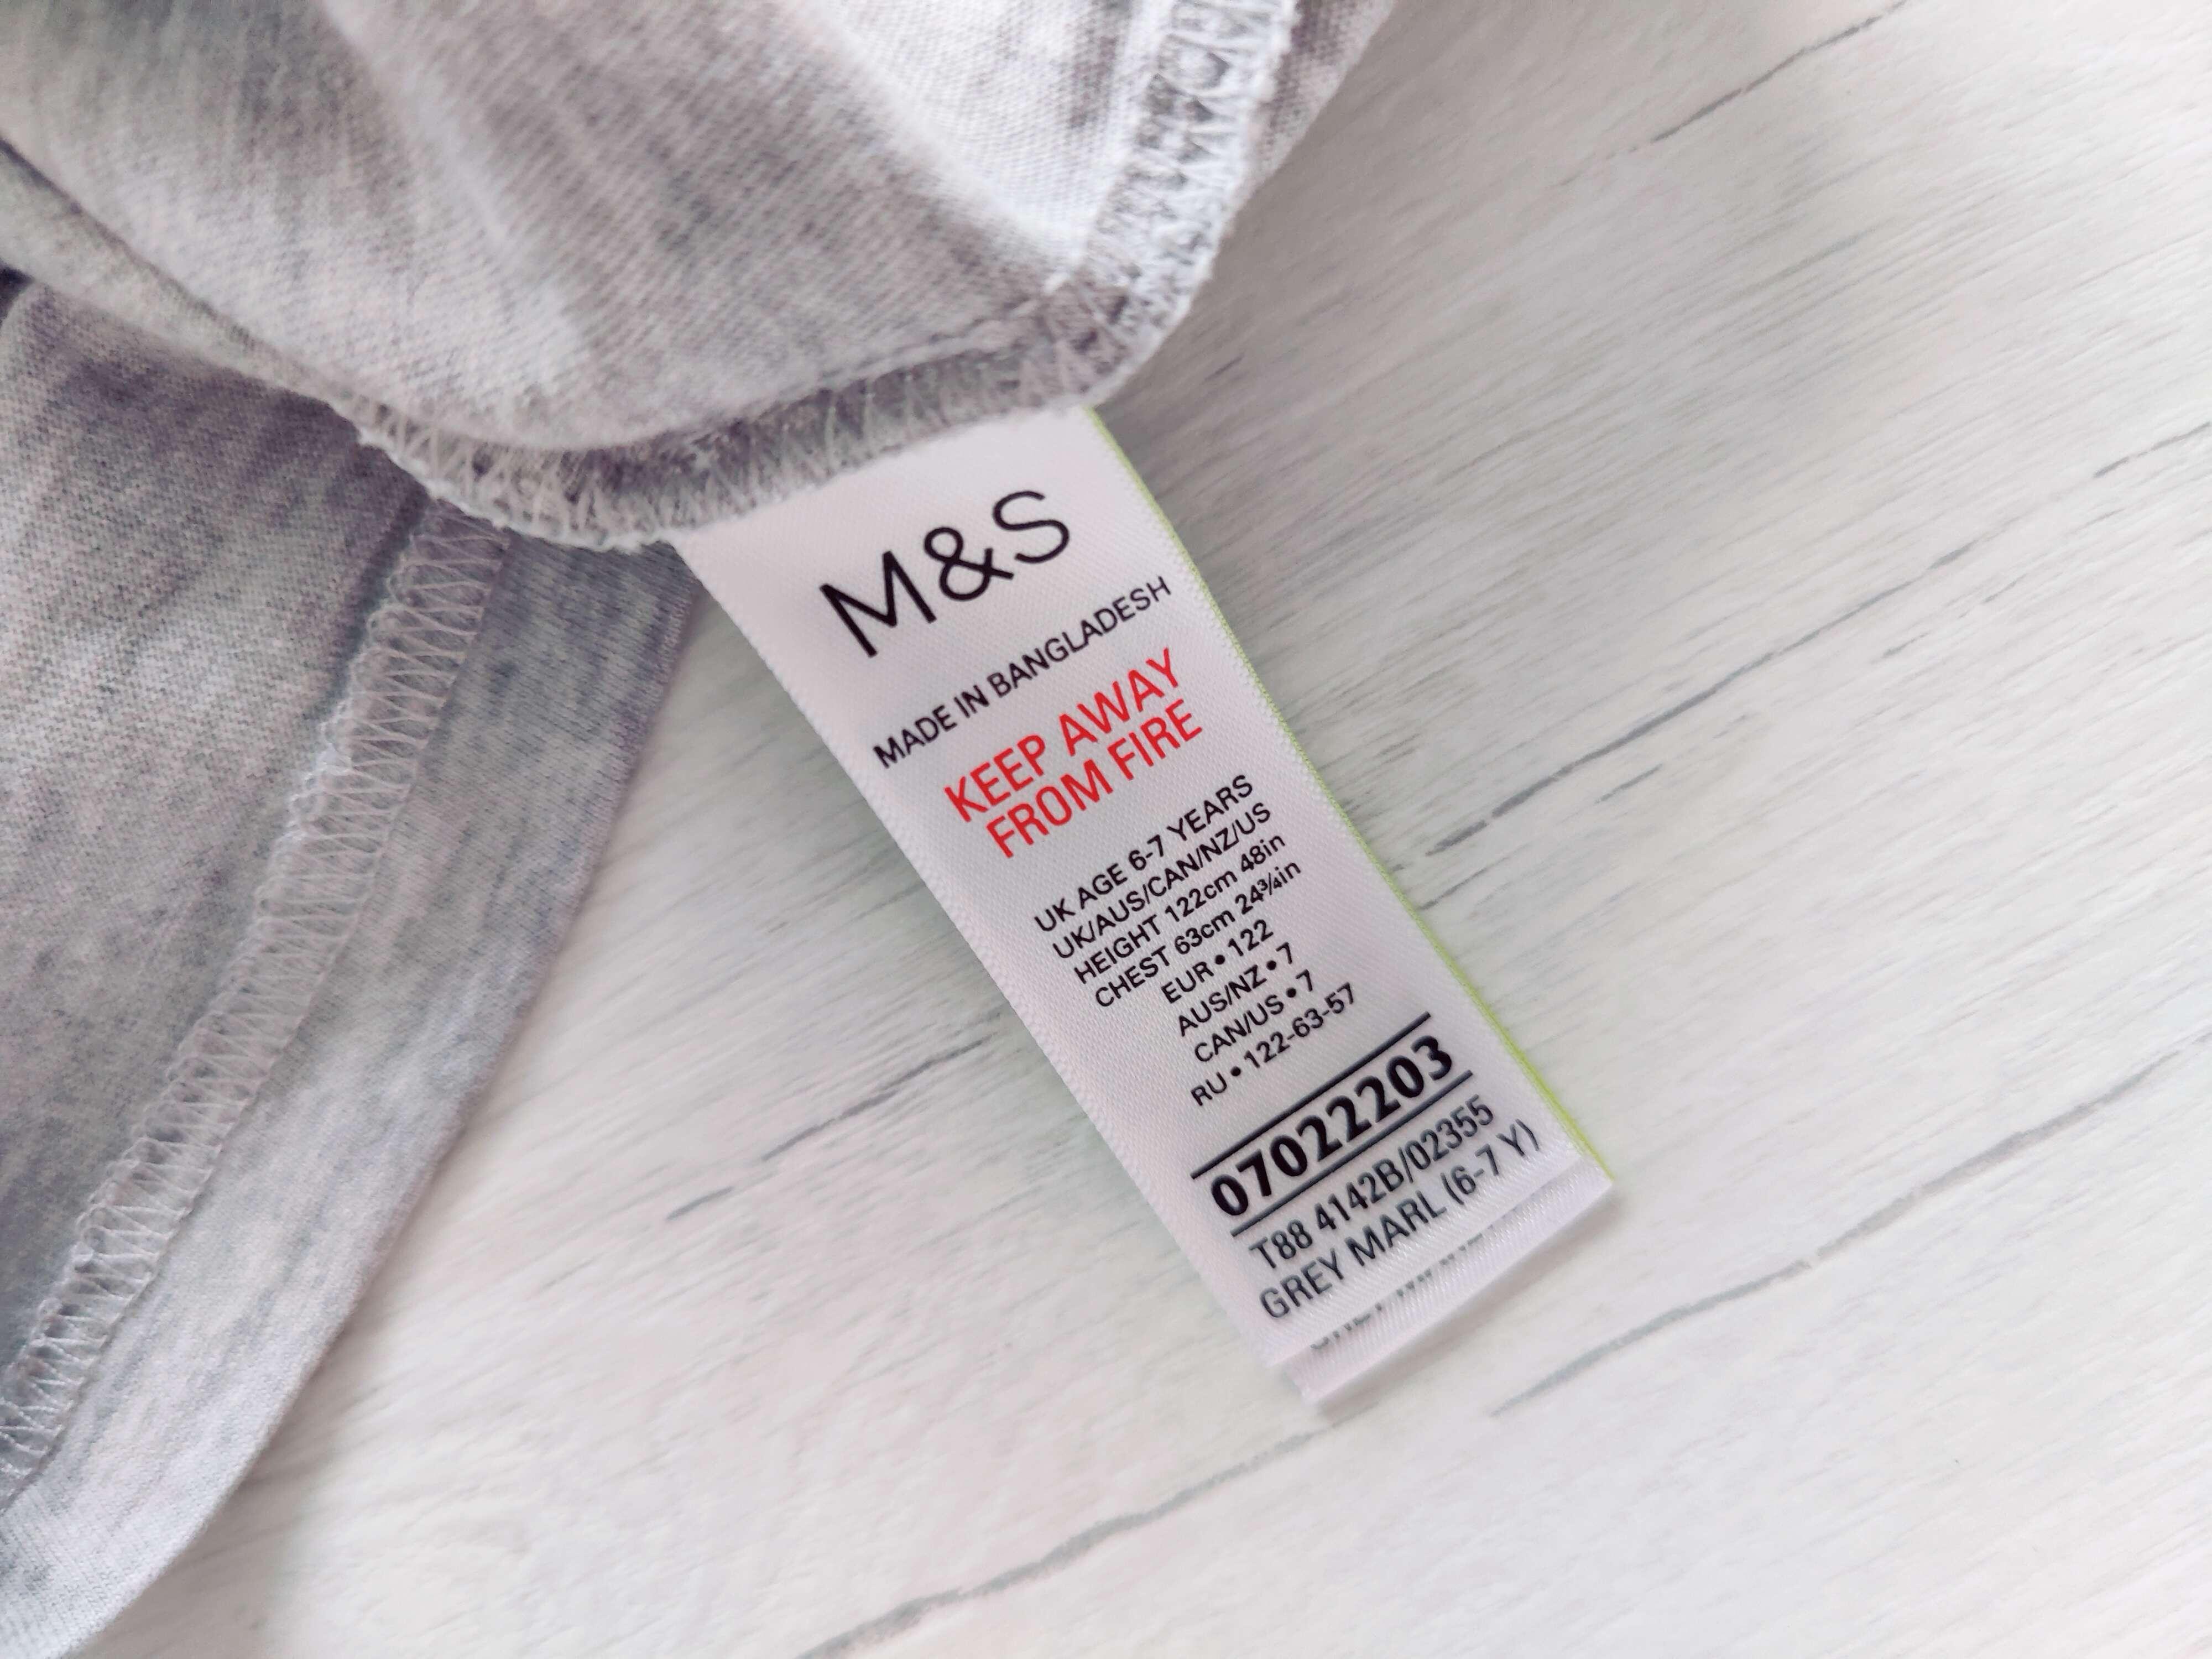 M&S
MADE IN BANGLADESH
KEEP AWAY
FROM FIRE
UK AGE 6-7 YEARS
UK/AUS/CAN/NZ/US
HEIGHT 122cm 48in
CHEST 63cm 24¾in
EUR • 122
AUS/NZ • 7
CAN/US • 7
RU • 122-63-57
07022203
T88 4142B/02355
GREY MARL (6-7 Y)